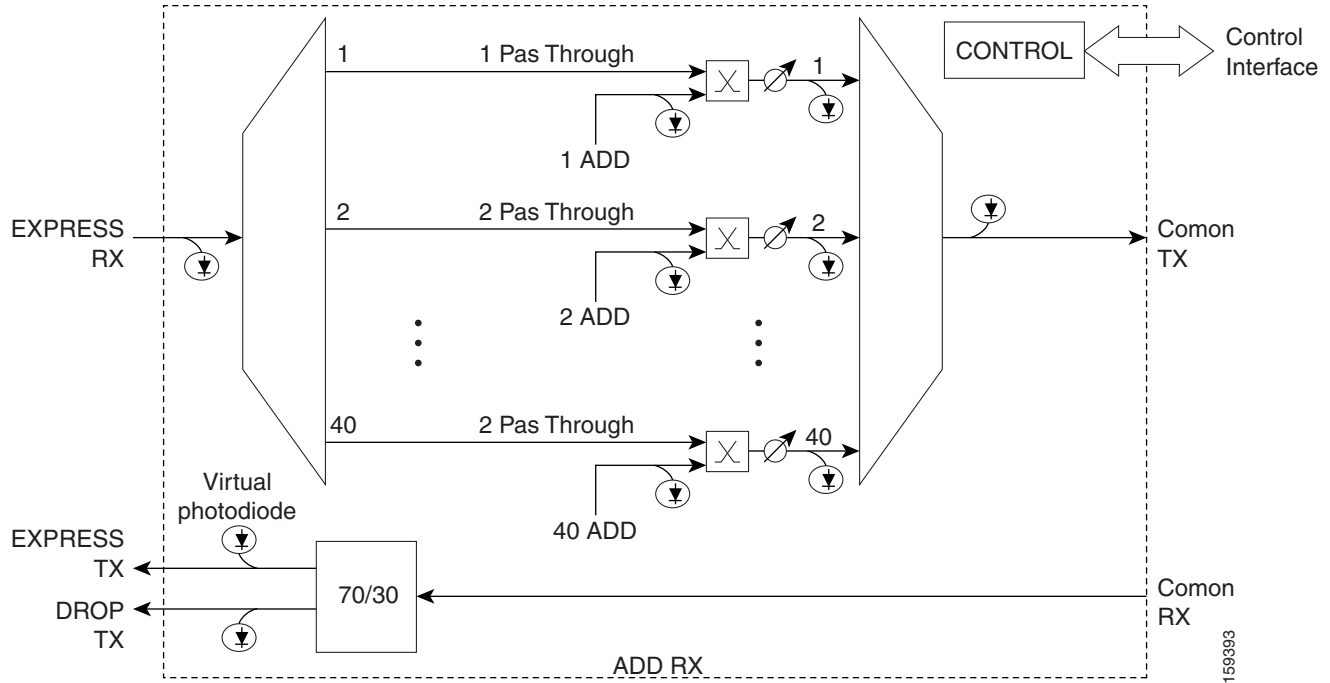 1
1 Pas Through
1
CONTROL
Control
Interface
1 ADD
EXPRESS
RX
2
2 Pas Through
2
Comon
TX
2 ADD
40
2 Pas Through
40
Virtual
photodiode
40 ADD
EXPRESS
TX
DROP
TX
70/30
Comon
RX
ADD RX
159393